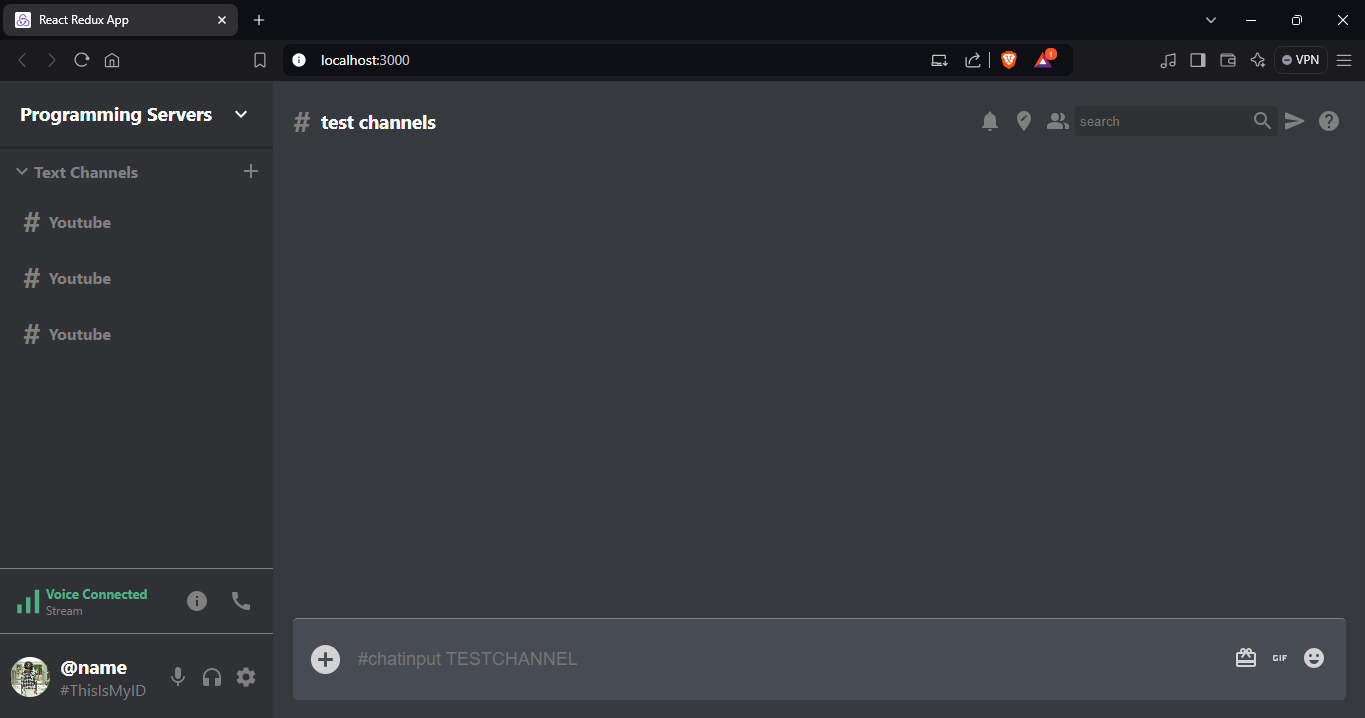 React Redux App
localhost:3000
1
VPN
Programming Servers
# test channels
search
Text Channels
# Youtube
# Youtube
# Youtube
Voice Connected
Stream
#chatinput TESTCHANNEL
GIF
@name
#ThisIsMyID